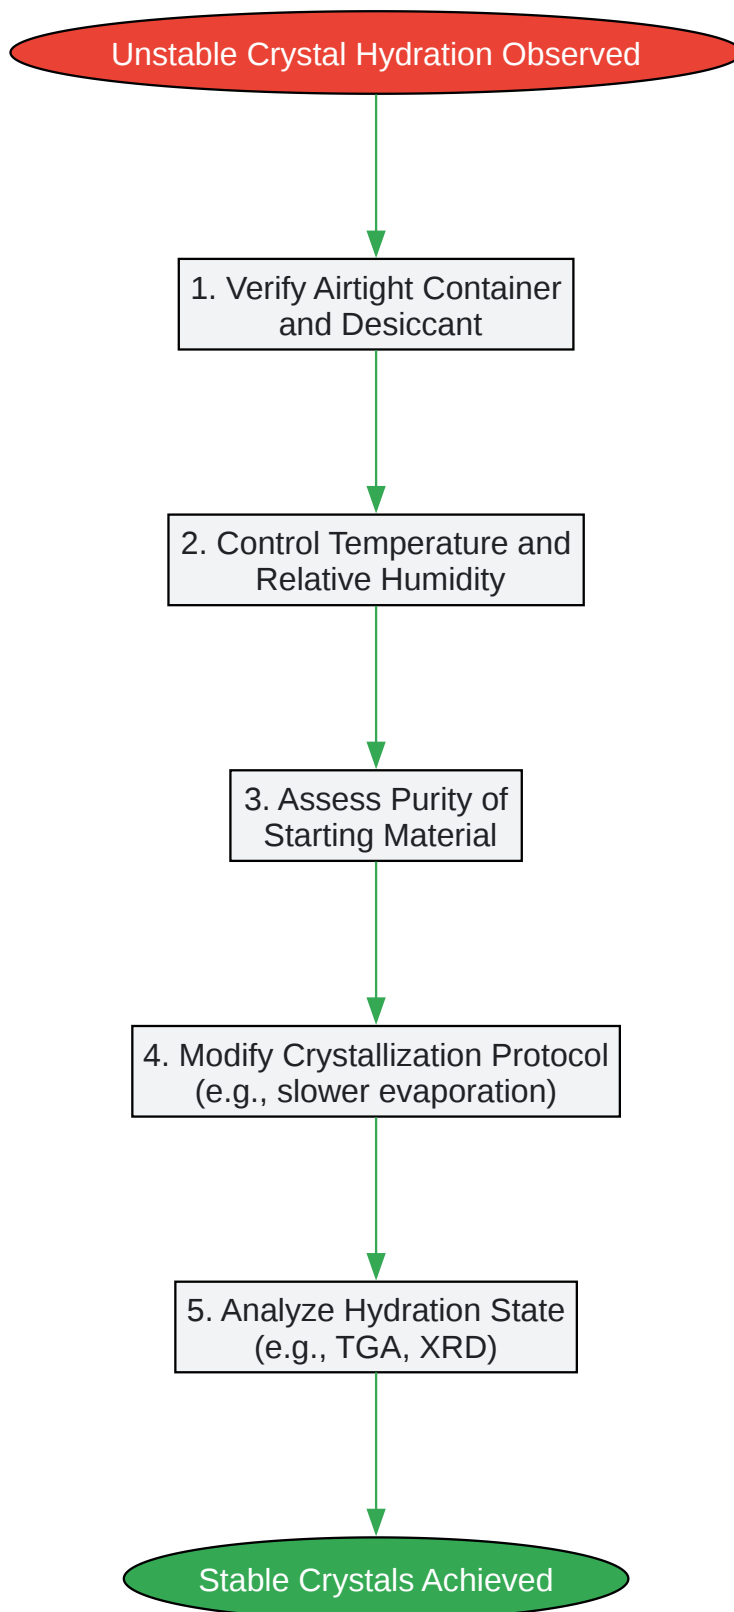 Unstable Crystal Hydration Observed
1. Verify Airtight Container
and Desiccant
2. Control Temperature and
Relative Humidity
3. Assess Purity of
Starting Material
4. Modify Crystallization Protocol
(e.g., slower evaporation)
5. Analyze Hydration State
(e.g., TGA, XRD)
Stable Crystals Achieved